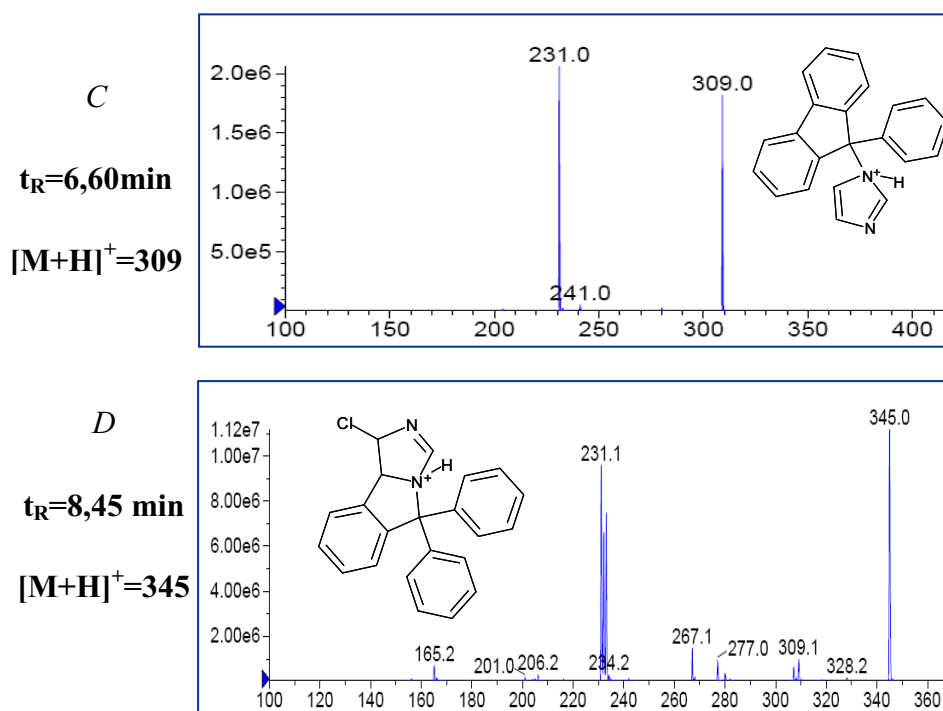 C
t_R=6,60min
[M+H]^+=309
2.0e6
1.5e6
1.0e6
5.0e5
231.0
241.0
309.0
100 150 200 250 300 350 400
N^+ H
N
D
t_R=8,45 min
[M+H]^+=345
1.12e7
1.00e7
8.00e6
6.00e6
4.00e6
2.00e6
165.2
201.0
206.2
231.1
234.2
267.1
277.0
309.1
328.2
345.0
100 120 140 160 180 200 220 240 260 280 300 320 340 360
Cl
N
N^+ H